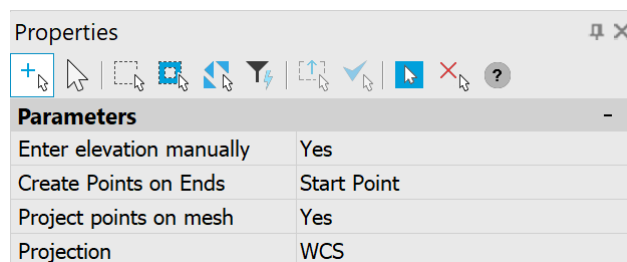 Properties
?
Parameters -
Enter elevation manually Yes
Create Points on Ends Start Point
Project points on mesh Yes
Projection WCS